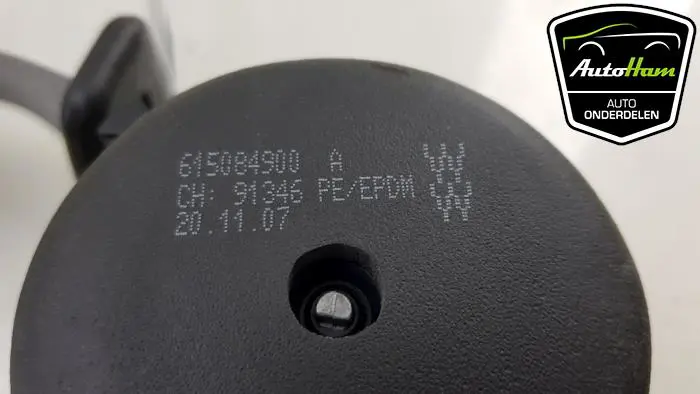 615084900 A
CH: 91346 PE/EPDM
20.11.07
AutoHam
AUTO
ONDERDELEN